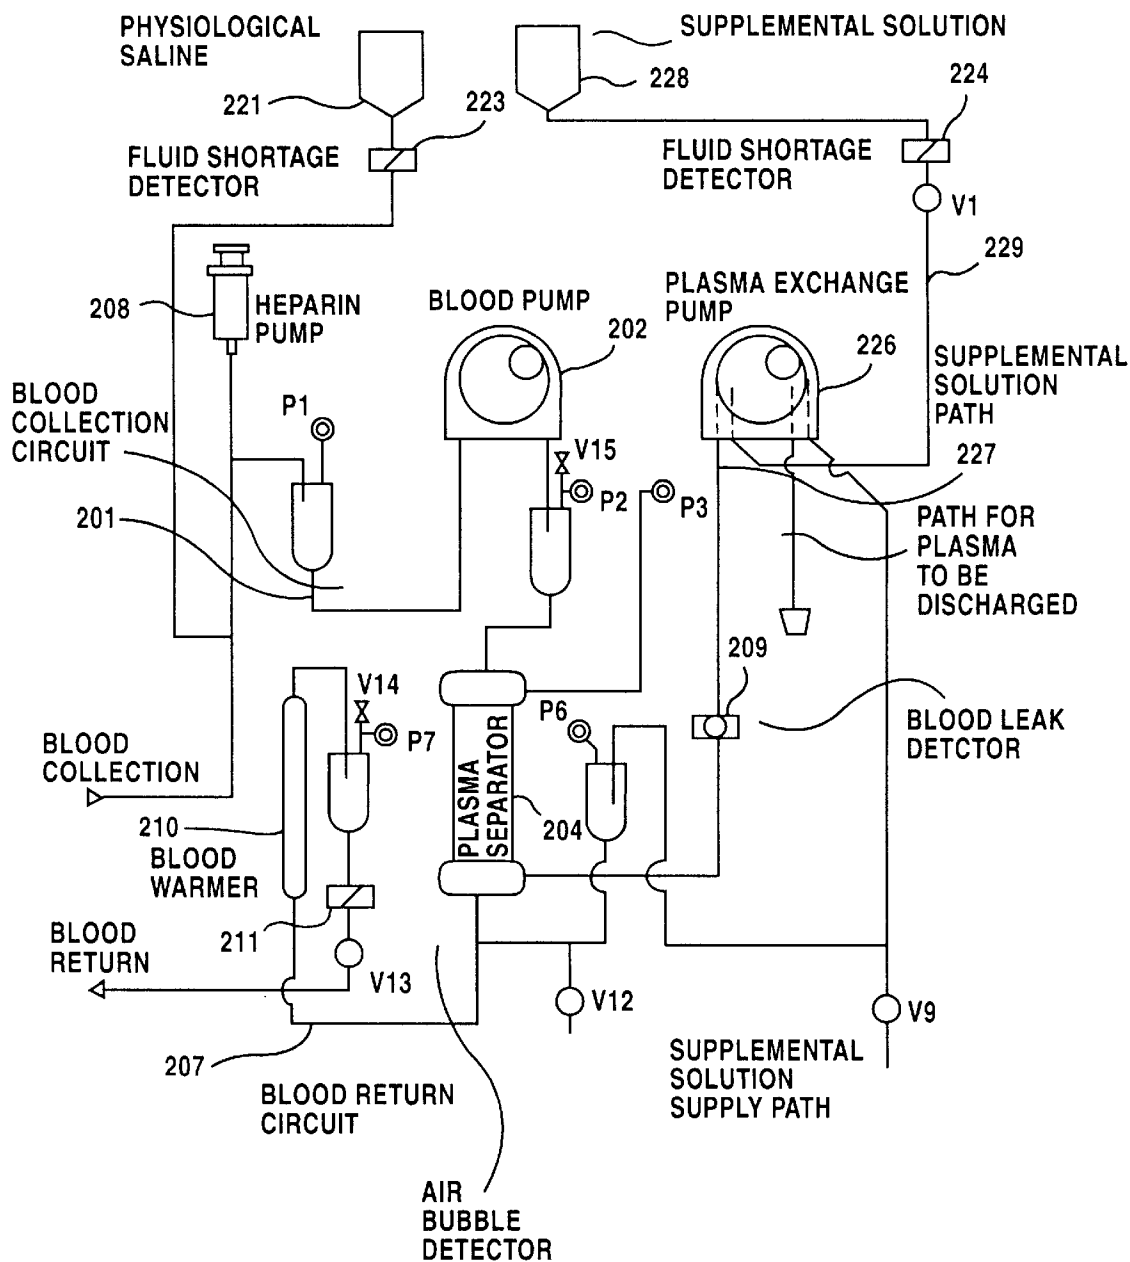 PHYSIOLOGICAL
SALINE
SUPPLEMENTAL SOLUTION
221
223
228
224
FLUID SHORTAGE
DETECTOR
FLUID SHORTAGE
DETECTOR
V1
229
208
HEPARIN
PUMP
BLOOD PUMP
202
PLASMA EXCHANGE
PUMP
226
SUPPLEMENTAL
SOLUTION
PATH
BLOOD
COLLECTION
CIRCUIT
P1
V15
P2
P3
227
201
PATH FOR
PLASMA
TO BE
DISCHARGED
209
V14
P7
P6
BLOOD LEAK
DETCTOR
BLOOD
COLLECTION
PLASMA
SEPARATOR
204
210
BLOOD
WARMER
211
BLOOD
RETURN
V13
V12
V9
207
BLOOD RETURN
CIRCUIT
SUPPLEMENTAL
SOLUTION
SUPPLY PATH
AIR
BUBBLE
DETECTOR